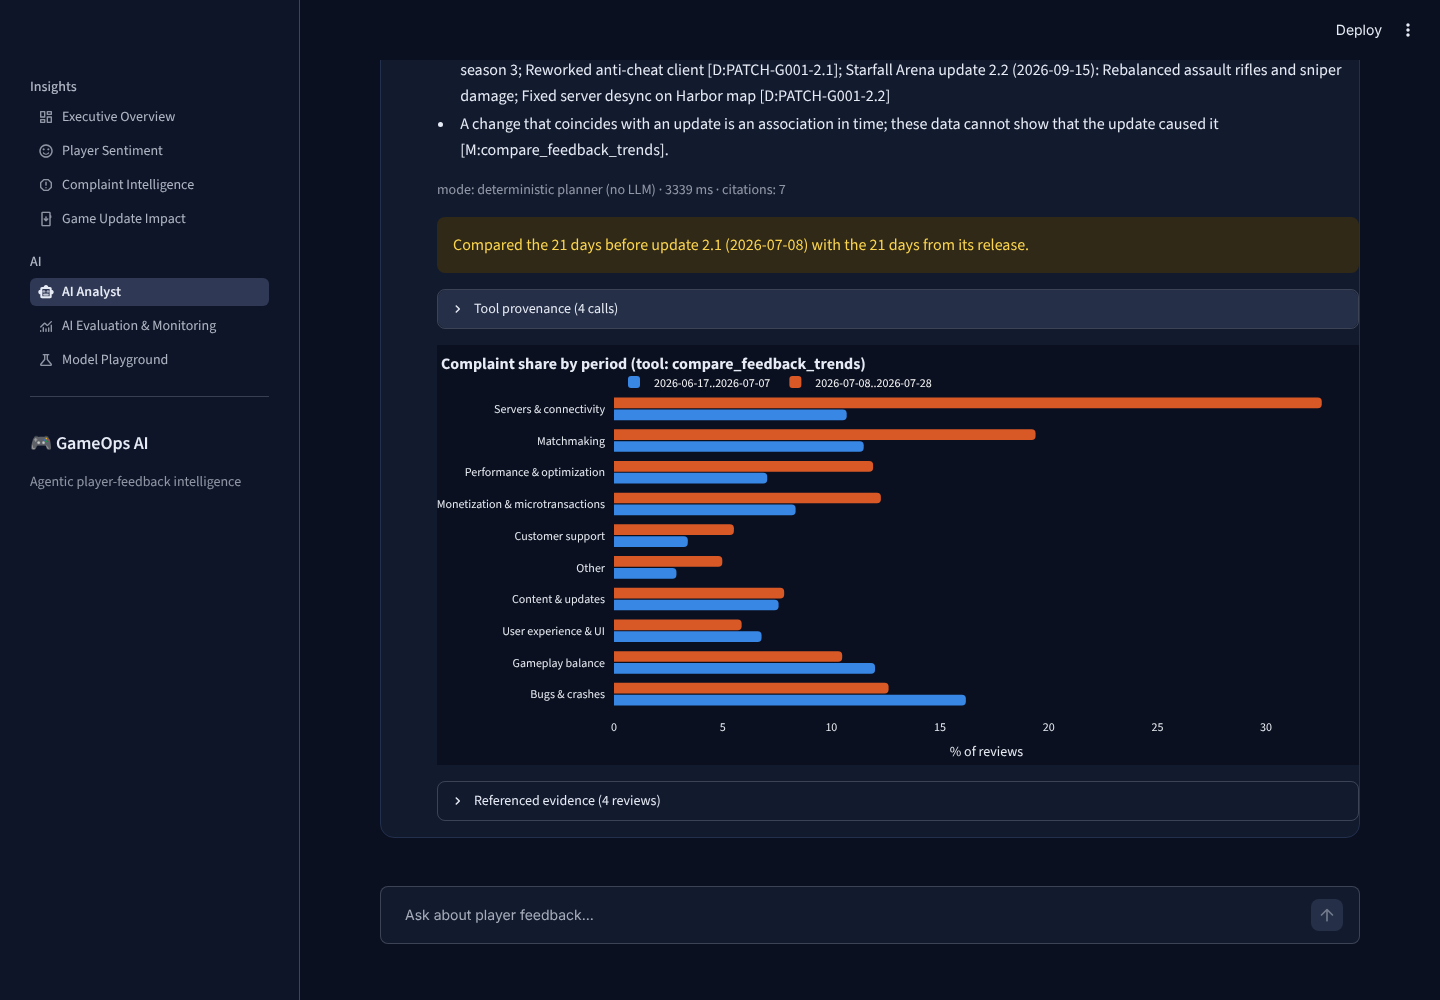 Deploy
Insights
Executive Overview
Player Sentiment
Complaint Intelligence
Game Update Impact
AI
AI Analyst
AI Evaluation & Monitoring
Model Playground
🎮 GameOps AI
Agentic player-feedback intelligence
season 3; Reworked anti-cheat client [D:PATCH-G001-2.1]; Starfall Arena update 2.2 (2026-09-15): Rebalanced assault rifles and sniper
damage; Fixed server desync on Harbor map [D:PATCH-G001-2.2]
• A change that coincides with an update is an association in time; these data cannot show that the update caused it
[M:compare_feedback_trends].
mode: deterministic planner (no LLM) · 3339 ms · citations: 7
Compared the 21 days before update 2.1 (2026-07-08) with the 21 days from its release.
Tool provenance (4 calls)
Complaint share by period (tool: compare_feedback_trends)
2026-06-17..2026-07-07 2026-07-08..2026-07-28
Servers & connectivity
Matchmaking
Performance & optimization
Monetization & microtransactions
Customer support
Other
Content & updates
User experience & UI
Gameplay balance
Bugs & crashes
0 5 10 15 20 25 30
% of reviews
Referenced evidence (4 reviews)
Ask about player feedback...